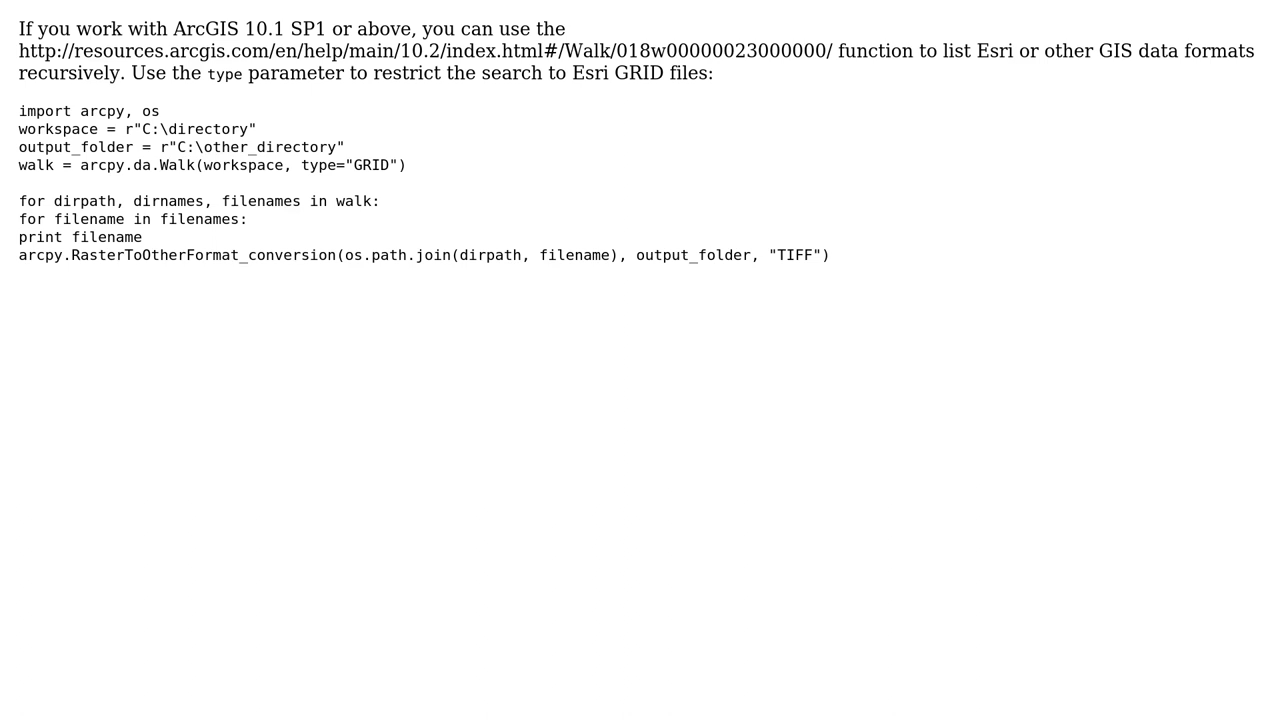 If you work with ArcGIS 10.1 SP1 or above, you can use the
http://resources.arcgis.com/en/help/main/10.2/index.html#/Walk/018w00000023000000/ function to list Esri or other GIS data formats
recursively. Use the type parameter to restrict the search to Esri GRID files:
import arcpy, os
workspace = r"C:\directory"
output_folder = r"C:\other_directory"
walk = arcpy.da.Walk(workspace, type="GRID")
for dirpath, dirnames, filenames in walk:
for filename in filenames:
print filename
arcpy.RasterToOtherFormat_conversion(os.path.join(dirpath, filename), output_folder, "TIFF")